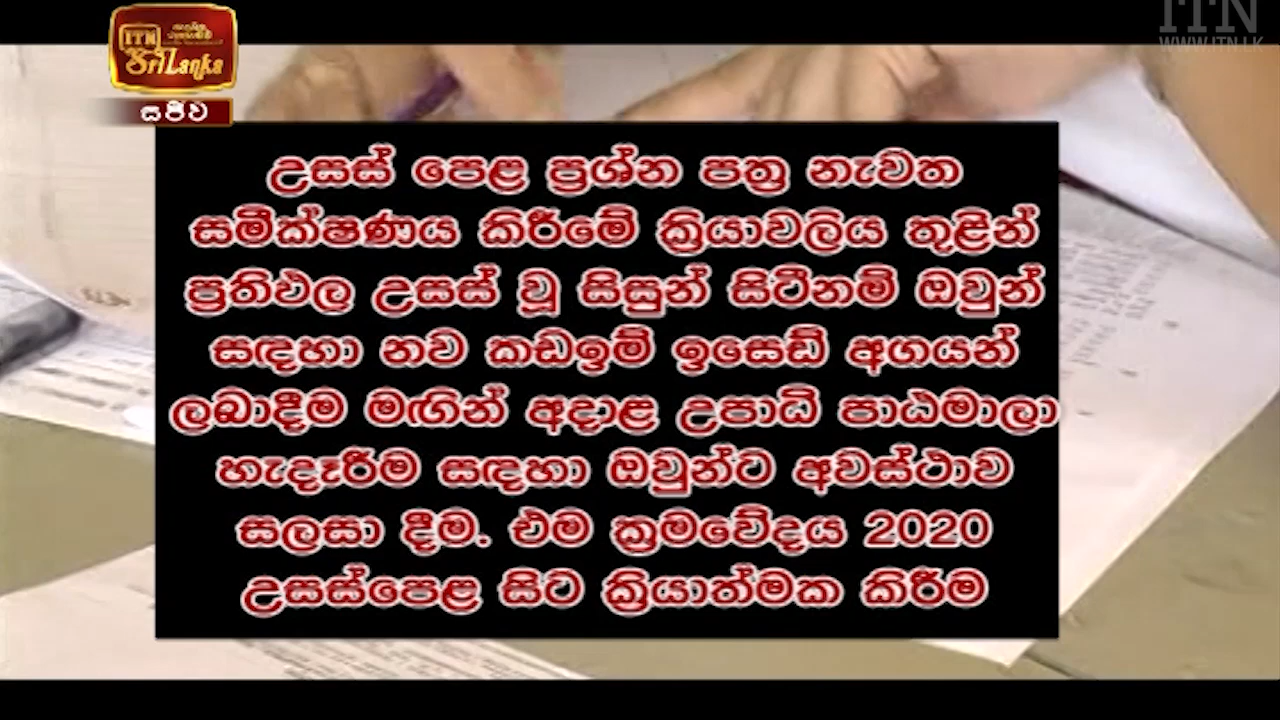 ITN
WWW.ITN.LK
ITN
Sri Lanka
සජීව
උසස් පෙළ ප්‍රශ්න පත්‍ර නැවත
සමීක්ෂණය කිරීමේ ක්‍රියාවලිය තුළින්
ප්‍රතිඵල උසස් වූ සිසුන් සිටීනම් ඔවුන්
සඳහා නව කඩඉම් ඉසෙඩ් අගයන්
ලබාදීම මඟින් අදාළ උපාධි පාඨමාලා
හැදෑරීම සඳහා ඔවුන්ට අවස්ථාව
සලසා දීම. එම ක්‍රමවේදය 2020
උසස්පෙළ සිට ක්‍රියාත්මක කිරීම